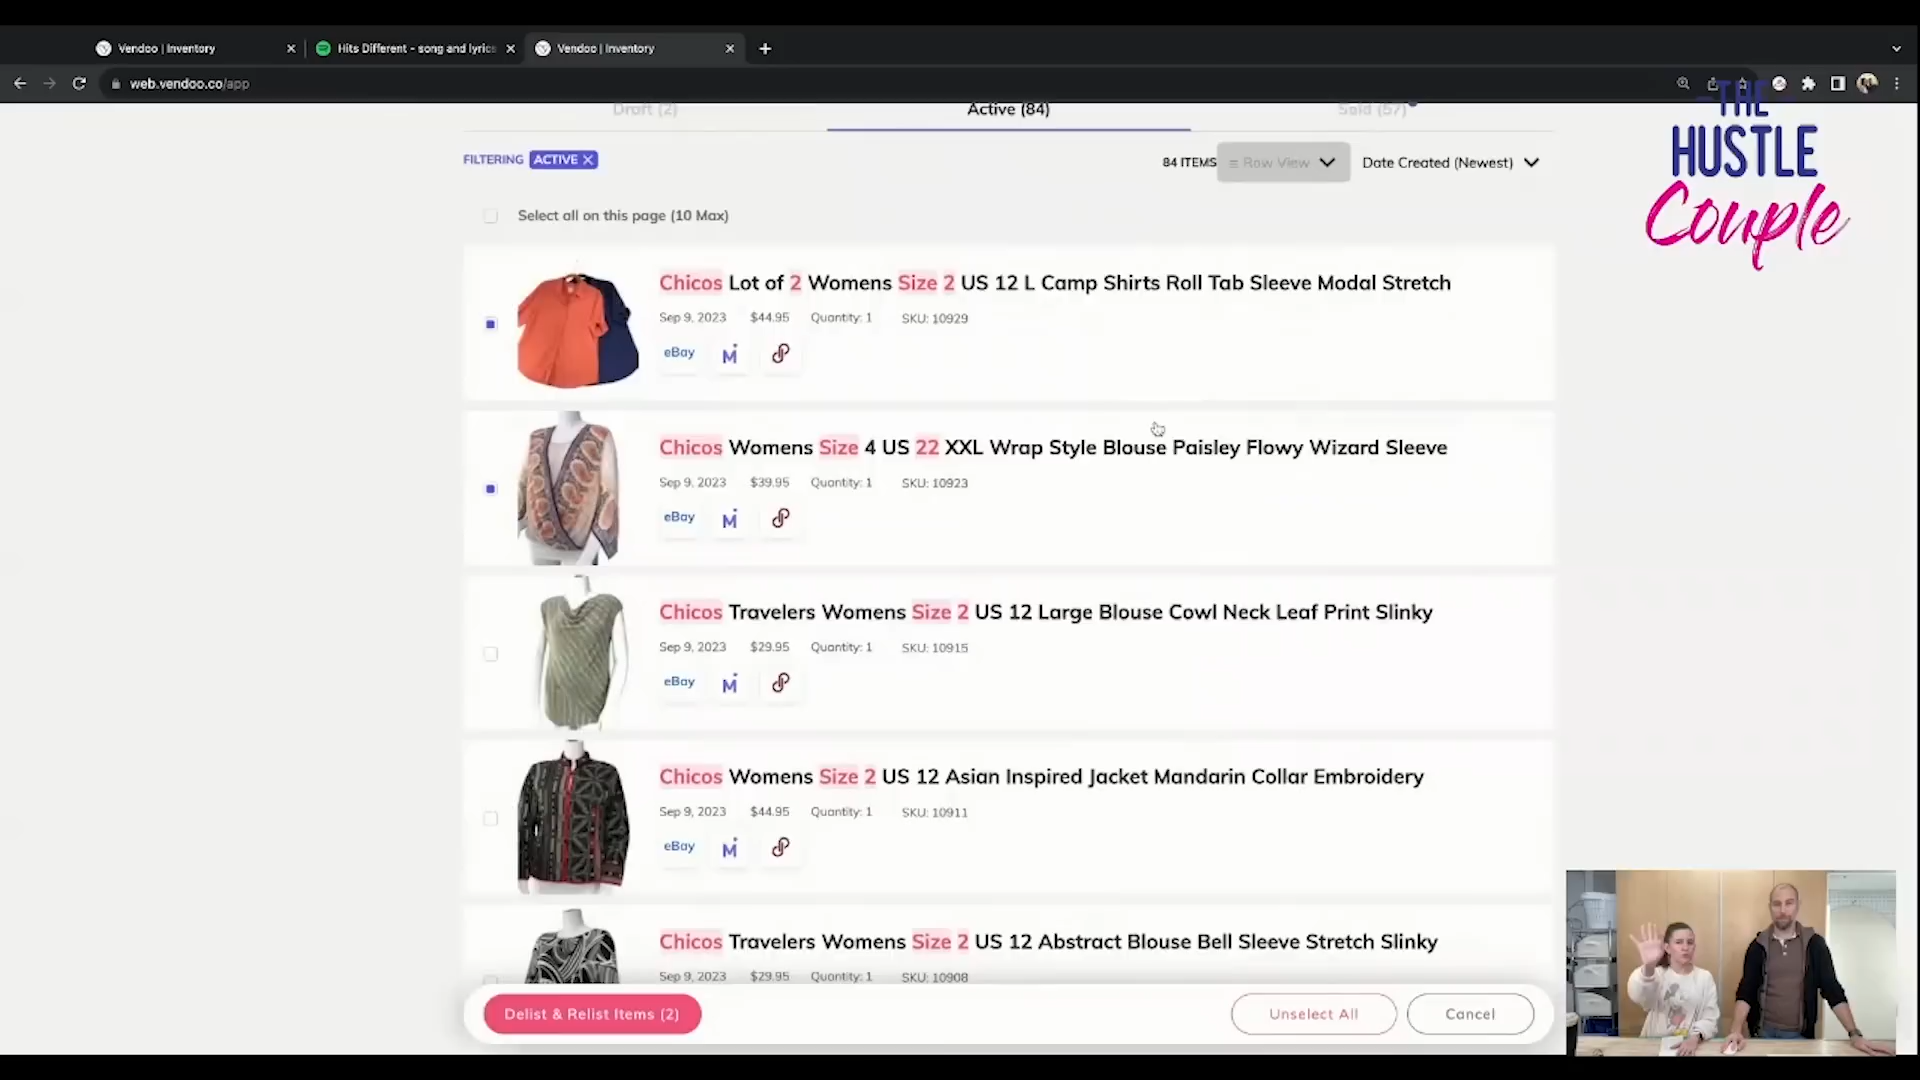 Vendoo | Inventory
Hits Different - song and lyrics
Vendoo | Inventory
web.vendoo.co/app
Draft (2)
Active (84)
Sold (57)
THE
HUSTLE
Couple
FILTERING ACTIVE
84 ITEMS
Row View
Date Created (Newest)
Select all on this page (10 Max)
Chicos Lot of 2 Womens Size 2 US 12 L Camp Shirts Roll Tab Sleeve Modal Stretch
Sep 9, 2023 $44.95 Quantity: 1 SKU: 10929
eBay M
Chicos Womens Size 4 US 22 XXL Wrap Style Blouse Paisley Flowy Wizard Sleeve
Sep 9, 2023 $39.95 Quantity: 1 SKU: 10923
eBay M
Chicos Travelers Womens Size 2 US 12 Large Blouse Cowl Neck Leaf Print Slinky
Sep 9, 2023 $29.95 Quantity: 1 SKU: 10915
eBay M
Chicos Womens Size 2 US 12 Asian Inspired Jacket Mandarin Collar Embroidery
Sep 9, 2023 $44.95 Quantity: 1 SKU: 10911
eBay M
Chicos Travelers Womens Size 2 US 12 Abstract Blouse Bell Sleeve Stretch Slinky
Sep 9, 2023 $29.95 Quantity: 1 SKU: 10908
Delist & Relist Items (2)
Unselect All
Cancel